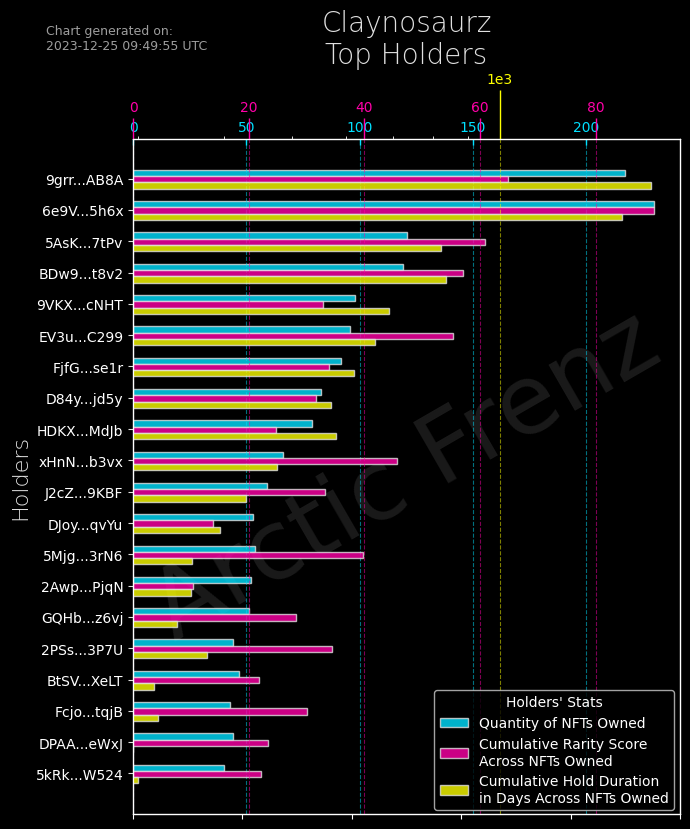 Chart generated on:
2023-12-25 09:49:55 UTC
Claynosaurz
Top Holders
1e3
0 20 40 60 80
0 50 100 150 200
9grr...AB8A
6e9V...5h6x
5AsK...7tPv
BDw9...t8v2
9VKX...cNHT
EV3u...C299
FjfG...se1r
D84y...jd5y
HDKX...MdJb
xHnN...b3vx
J2cZ...9KBF
DJoy...qvYu
5Mjg...3rN6
2Awp...PjqN
GQHb...z6vj
2PSs...3P7U
BtSV...XeLT
Fcjo...tqjB
DPAA...eWxJ
5kRk...W524
Holders
Arctic Frenz
Holders' Stats
Quantity of NFTs Owned
Cumulative Rarity Score
Across NFTs Owned
Cumulative Hold Duration
in Days Across NFTs Owned